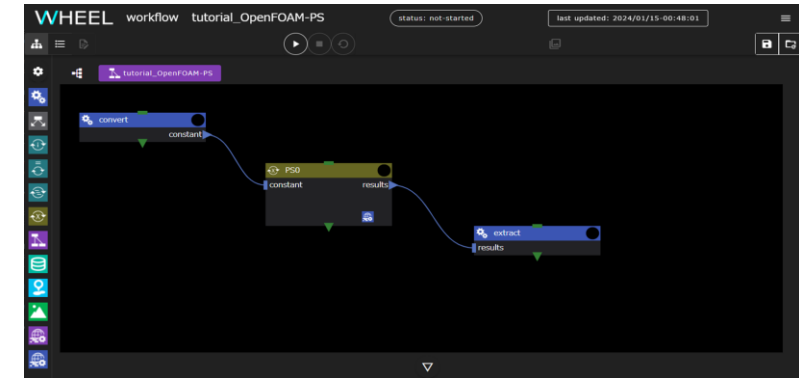 WHEEL workflow tutorial_OpenFOAM-PS status: not-started last updated: 2024/01/15-00:48:01
tutorial_OpenFOAM-PS
convert
constant
PS0
constant results
extract
results